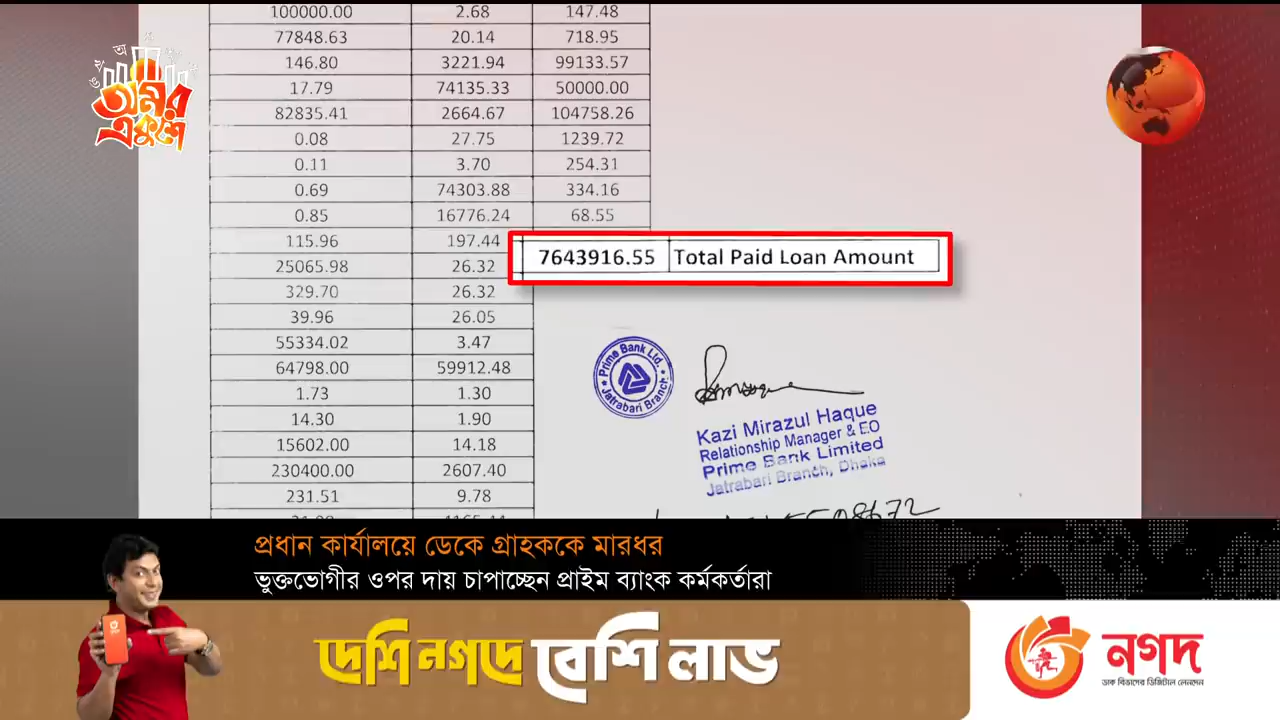 100000.00 2.68 147.48
77848.63 20.14 718.95
146.80 3221.94 99133.57
17.79 74135.33 50000.00
82835.41 2664.67 104758.26
0.08 27.75 1239.72
0.11 3.70 254.31
0.69 74303.88 334.16
0.85 16776.24 68.55
115.96 197.44
7643916.55 Total Paid Loan Amount
25065.98 26.32
329.70 26.32
39.96 26.05
55334.02 3.47
64798.00 59912.48
1.73 1.30
14.30 1.90
15602.00 14.18
230400.00 2607.40
231.51 9.78
অমর
একুশে
Prime Bank Ltd.
Jatrabari Branch
Kazi Mirazul Haque
Relationship Manager & EO
Prime Bank Limited
Jatrabari Branch, Dhaka
প্রধান কার্যালয়ে ডেকে গ্রাহককে মারধর
ভুক্তভোগীর ওপর দায় চাপাচ্ছেন প্রাইম ব্যাংক কর্মকর্তারা
দেশি নগদে বেশি লাভ
নগদ
ডাক বিভাগের ডিজিটাল লেনদেন